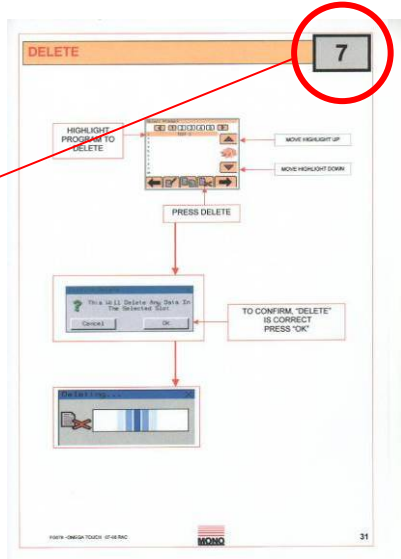 DELETE
7
HIGHLIGHT
PROGRAM TO
DELETE
MOVE HIGHLIGHT UP
MOVE HIGHLIGHT DOWN
PRESS DELETE
This Will Delete Any Data In
The Selected Slot
Cancel
OK
TO CONFIRM, "DELETE"
IS CORRECT
PRESS "OK"
Deleting...
MONO
31